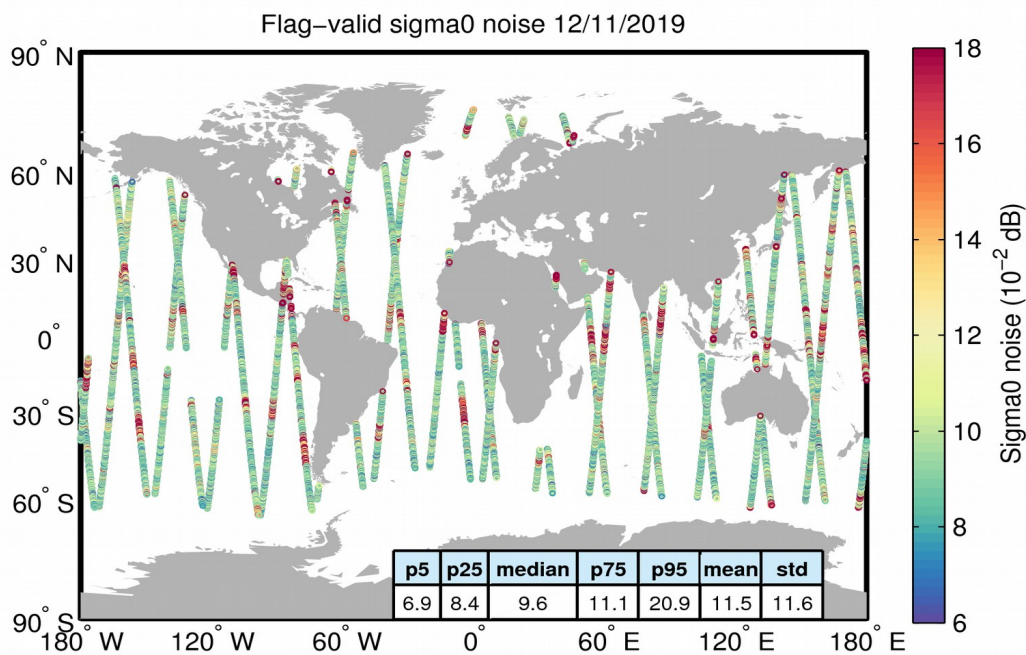 Flag−valid sigma0 noise 12/11/2019
90° N
60° N
30° N
0°
30° S
60° S
90° S
180° W
120° W
60° W
0°
60° E
120° E
180° E
p5 p25 median p75 p95 mean std
6.9 8.4 9.6 11.1 20.9 11.5 11.6
18
16
14
12
10
8
6
Sigma0 noise (10⁻² dB)